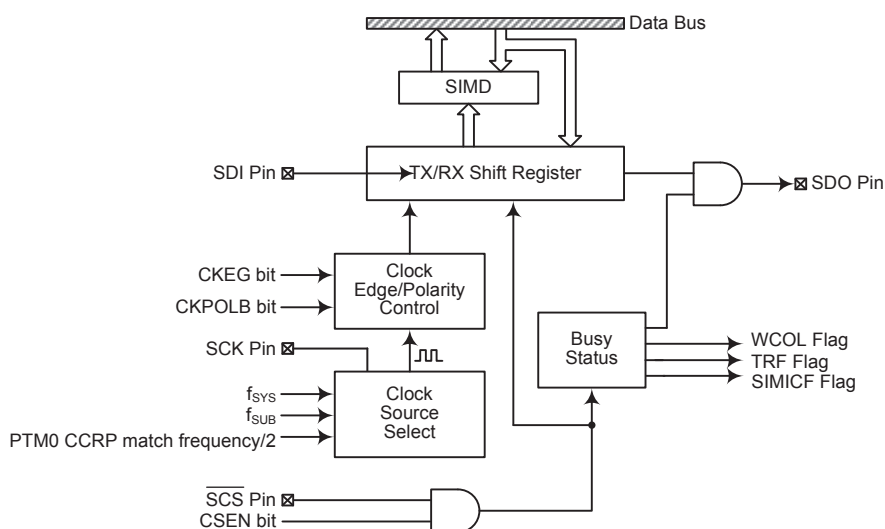 Data Bus
SIMD
SDI Pin
TX/RX Shift Register
SDO Pin
CKEG bit
CKPOLB bit
Clock
Edge/Polarity
Control
Busy
Status
WCOL Flag
TRF Flag
SIMICF Flag
SCK Pin
fSYS
fSUB
PTM0 CCRP match frequency/2
Clock
Source
Select
SCS Pin
CSEN bit